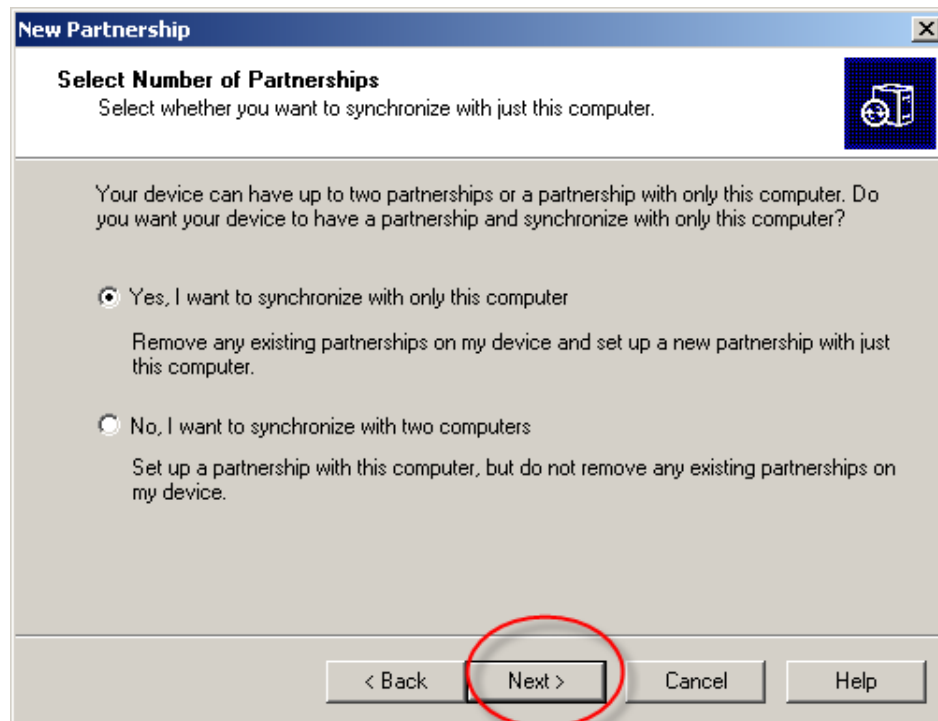 New Partnership
Select Number of Partnerships
Select whether you want to synchronize with just this computer.
Your device can have up to two partnerships or a partnership with only this computer. Do
you want your device to have a partnership and synchronize with only this computer?
Yes, I want to synchronize with only this computer
Remove any existing partnerships on my device and set up a new partnership with just
this computer.
No, I want to synchronize with two computers
Set up a partnership with this computer, but do not remove any existing partnerships on
my device.
< Back Next > Cancel Help